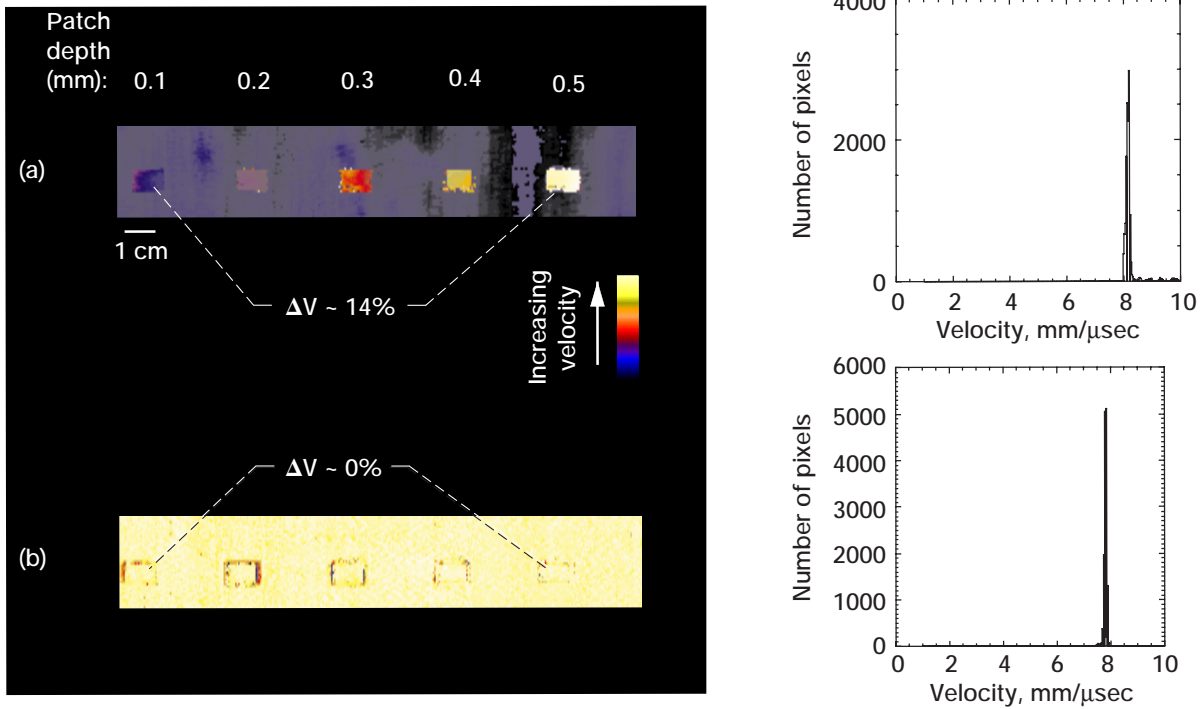 Patch
depth
(mm): 0.1 0.2 0.3 0.4 0.5
(a)
1 cm
ΔV ~ 14%
Increasing
velocity
ΔV ~ 0%
(b)
4000
2000
0
Number of pixels
0 2 4 6 8 10
Velocity, mm/μsec
6000
5000
4000
3000
2000
1000
0
Number of pixels
0 2 4 6 8 10
Velocity, mm/μsec